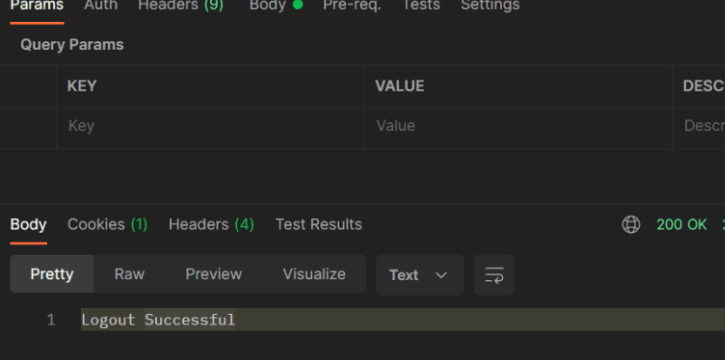 Params Auth Headers (9) Body Pre-req. Tests Settings
Query Params
KEY VALUE DESC
Key Value Descr
Body Cookies (1) Headers (4) Test Results 200 OK
Pretty Raw Preview Visualize Text
1 Logout Successful